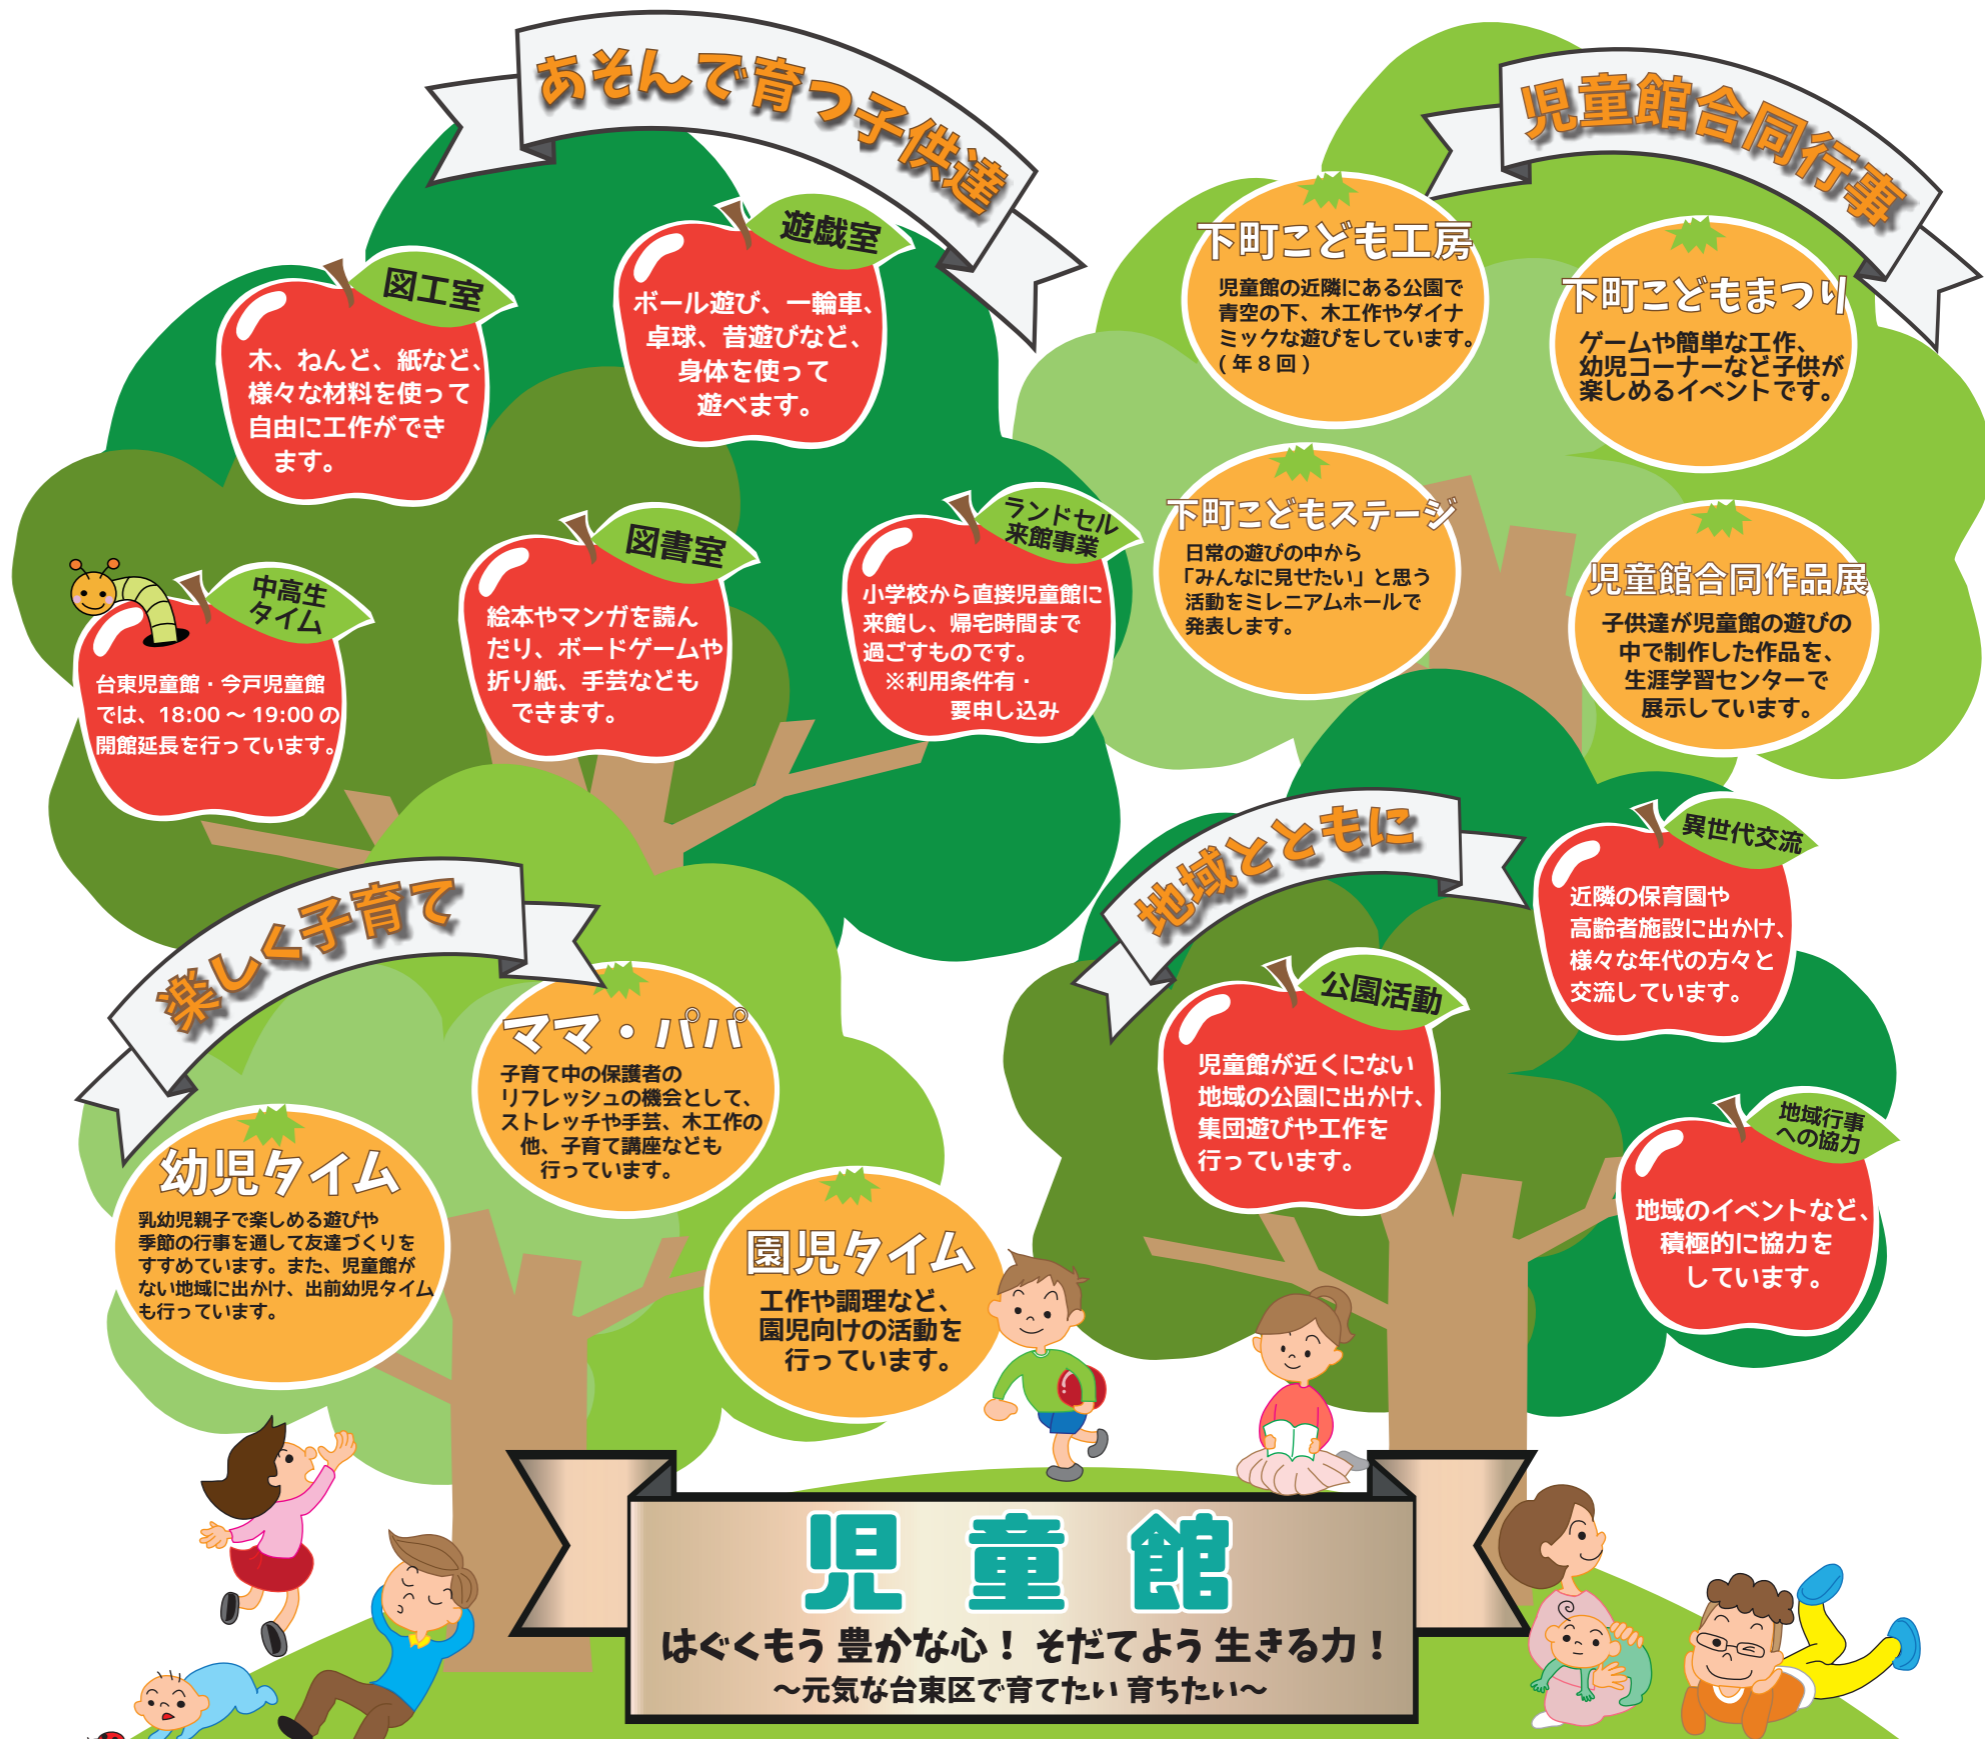 あそんで育つ子供達
図工室
木、ねんど、紙など、
様々な材料を使って
自由に工作ができ
ます。
遊戯室
ボール遊び、一輪車、
卓球、昔遊びなど、
身体を使って
遊べます。
中高生
タイム
台東児童館・今戸児童館
では、18:00～19:00の
開館延長を行っています。
図書室
絵本やマンガを読ん
だり、ボードゲームや
折り紙、手芸なども
できます。
ランドセル
来館事業
小学校から直接児童館に
来館し、帰宅時間まで
過ごすものです。
※利用条件有・
要申し込み
児童館合同行事
下町こども工房
児童館の近隣にある公園で
青空の下、木工作やダイナ
ミックな遊びをしています。
(年８回)
下町こどもまつり
ゲームや簡単な工作、
幼児コーナーなど子供が
楽しめるイベントです。
下町こどもステージ
日常の遊びの中から
「みんなに見せたい」と思う
活動をミレニアムホールで
発表します。
児童館合同作品展
子供達が児童館の遊びの
中で制作した作品を、
生涯学習センターで
展示しています。
楽しく子育て
ママ・パパ
子育て中の保護者の
リフレッシュの機会として、
ストレッチや手芸、木工作の
他、子育て講座なども
行っています。
幼児タイム
乳幼児親子で楽しめる遊びや
季節の行事を通して友達づくりを
すすめています。また、児童館が
ない地域に出かけ、出前幼児タイム
も行っています。
園児タイム
工作や調理など、
園児向けの活動を
行っています。
地域とともに
異世代交流
近隣の保育園や
高齢者施設に出かけ、
様々な年代の方々と
交流しています。
公園活動
児童館が近くにない
地域の公園に出かけ、
集団遊びや工作を
行っています。
地域行事
への協力
地域のイベントなど、
積極的に協力を
しています。
児童館
はぐくもう 豊かな心！ そだてよう 生きる力！
～元気な台東区で育てたい 育ちたい～